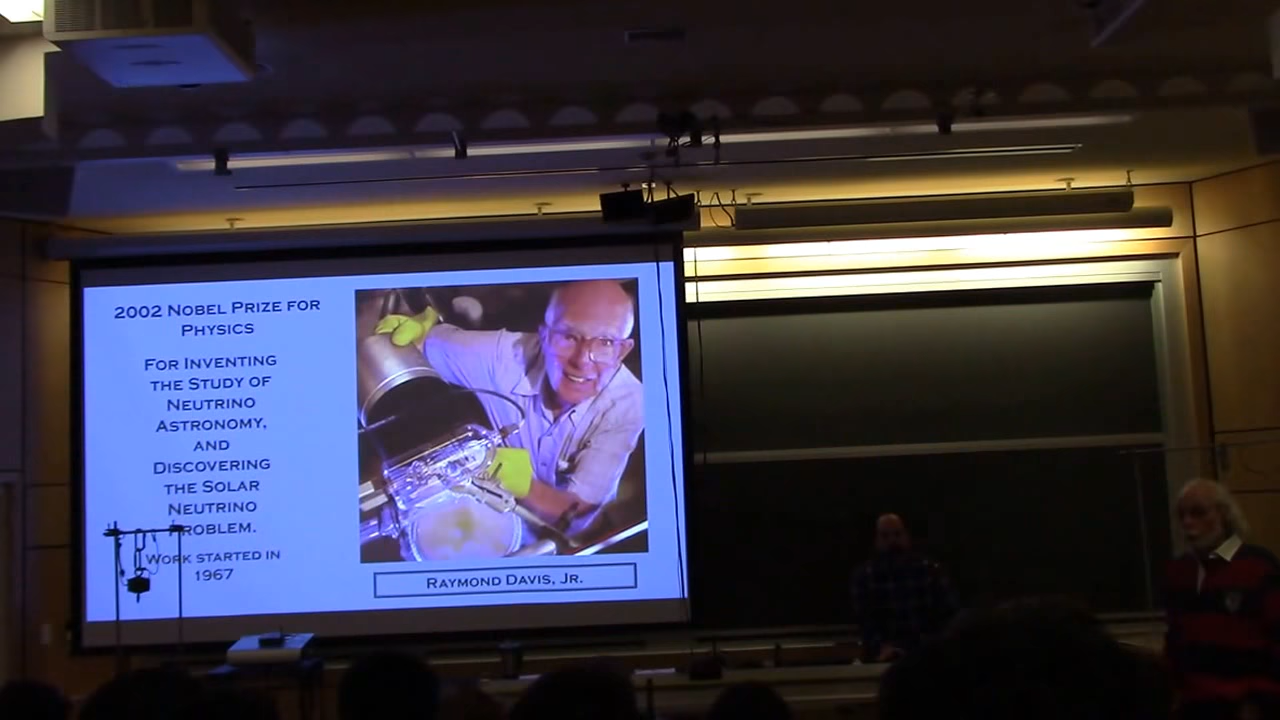 2002 NOBEL PRIZE FOR
PHYSICS
FOR INVENTING
THE STUDY OF
NEUTRINO
ASTRONOMY,
AND
DISCOVERING
THE SOLAR
NEUTRINO
PROBLEM.
WORK STARTED IN
1967
RAYMOND DAVIS, JR.